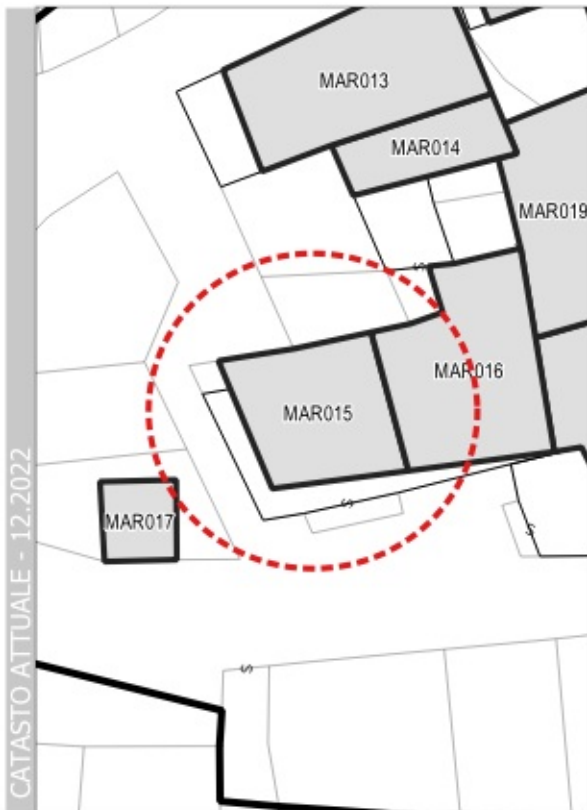 CATASTO ATTUALE - 12.2022
MAR013
MAR014
MAR019
MAR016
MAR015
MAR017
S
S
S
S